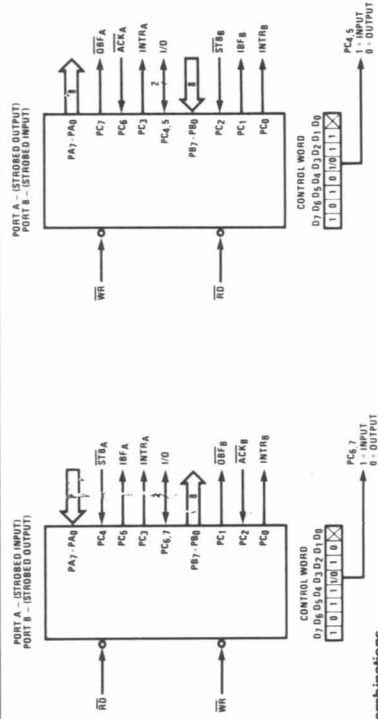 PORT A – (STROBED INPUT)
PORT B – (STROBED OUTPUT)
PA7-PA0
PC4 STBA
PC5 IBFA
PC3 INTRA
PC6,7 2 I/O
PB7-PB0 8
PC1 OBFB
PC2 ACKB
PC0 INTRB
RD
WR
CONTROL WORD
D7 D6 D5 D4 D3 D2 D1 D0
1 0 1 1 1/0 1 0
PC6,7
1 - INPUT
0 - OUTPUT
PORT A – (STROBED OUTPUT)
PORT B – (STROBED INPUT)
PA7-PA0 8
PC7 OBFA
PC6 ACKA
PC3 INTRA
PC4,5 2 I/O
PB7-PB0 8
PC2 STBB
PC1 IBFB
PC0 INTRB
WR
RD
CONTROL WORD
D7 D6 D5 D4 D3 D2 D1 D0
1 0 1 0 1/0 1 1
PC4,5
1 - INPUT
0 - OUTPUT
Combinations